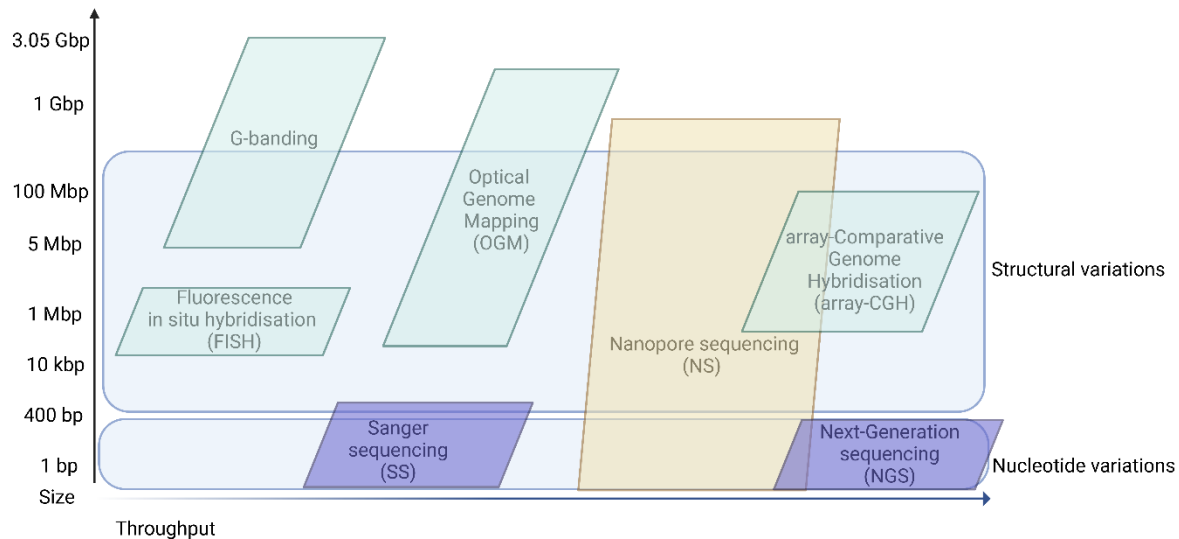 3.05 Gbp
1 Gbp
100 Mbp
5 Mbp
1 Mbp
10 kbp
400 bp
1 bp
Size
Throughput
G-banding
Optical
Genome
Mapping
(OGM)
Fluorescence
in situ hybridisation
(FISH)
Nanopore sequencing
(NS)
array-Comparative
Genome
Hybridisation
(array-CGH)
Structural variations
Sanger
sequencing
(SS)
Next-Generation
sequencing
(NGS)
Nucleotide variations